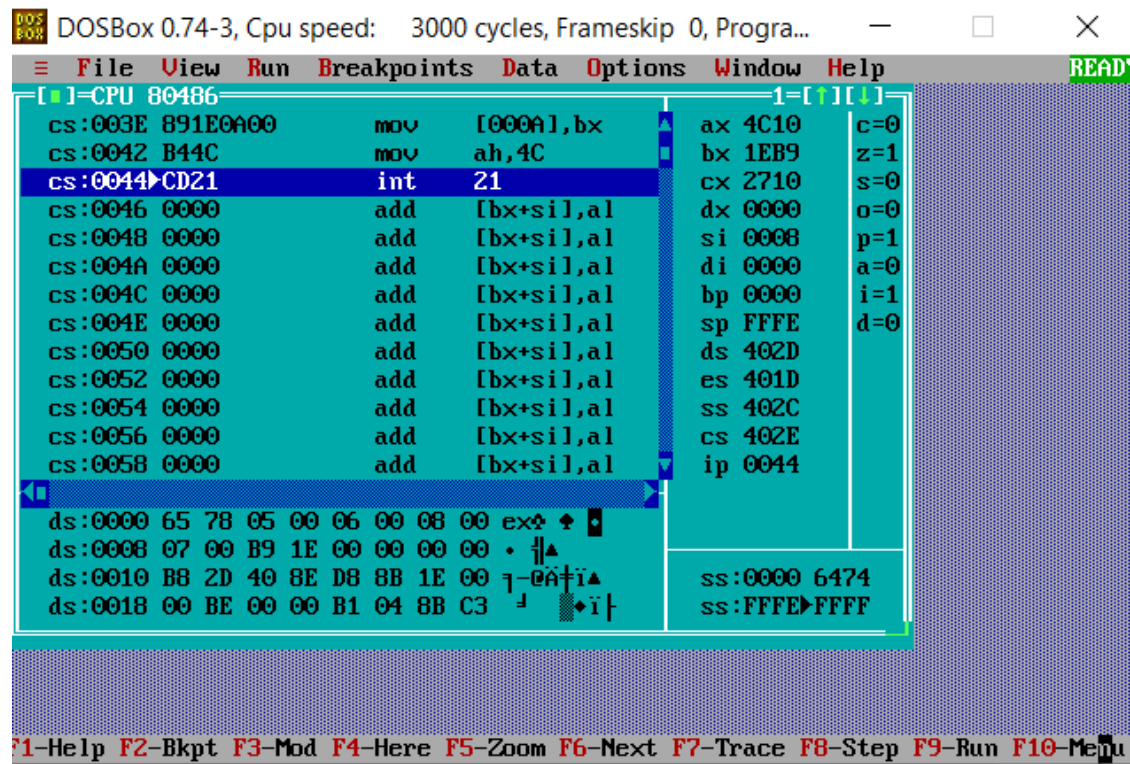 DOSBox 0.74-3, Cpu speed: 3000 cycles, Frameskip 0, Progra...
≡ File View Run Breakpoints Data Options Window Help READY
[■]=CPU 80486 1=[↑][↓]
cs:003E 891E0A00 mov [000A],bx ax 4C10 c=0
cs:0042 B44C mov ah,4C bx 1EB9 z=1
cs:0044►CD21 int 21 cx 2710 s=0
cs:0046 0000 add [bx+si],al dx 0000 o=0
cs:0048 0000 add [bx+si],al si 0008 p=1
cs:004A 0000 add [bx+si],al di 0000 a=0
cs:004C 0000 add [bx+si],al bp 0000 i=1
cs:004E 0000 add [bx+si],al sp FFFE d=0
cs:0050 0000 add [bx+si],al ds 402D
cs:0052 0000 add [bx+si],al es 401D
cs:0054 0000 add [bx+si],al ss 402C
cs:0056 0000 add [bx+si],al cs 402E
cs:0058 0000 add [bx+si],al ip 0044
ds:0000 65 78 05 00 06 00 08 00 ex♣ ♠ ◘
ds:0008 07 00 B9 1E 00 00 00 00 • ╣▲
ds:0010 B8 2D 40 8E D8 8B 1E 00 ╕-@Ä╪ï▲ ss:0000 6474
ds:0018 00 BE 00 00 B1 04 8B C3 ╛ ▒♦ï├ ss:FFFE►FFFF
F1-Help F2-Bkpt F3-Mod F4-Here F5-Zoom F6-Next F7-Trace F8-Step F9-Run F10-Menu